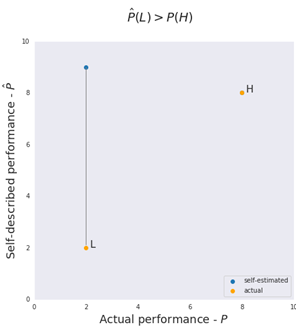 P̂(L) > P(H)
Self-described performance - P̂
10
8
6
4
2
0
H
L
self-estimated
actual
0
2
4
6
8
10
Actual performance - P